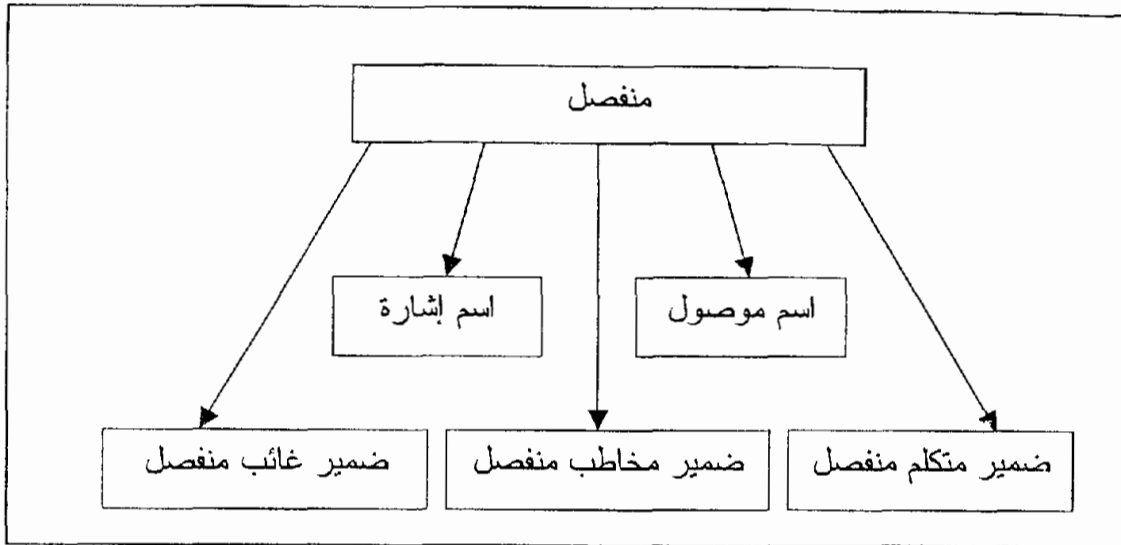 منفصل
اسم موصول
اسم إشارة
ضمير متكلم منفصل
ضمير مخاطب منفصل
ضمير غائب منفصل